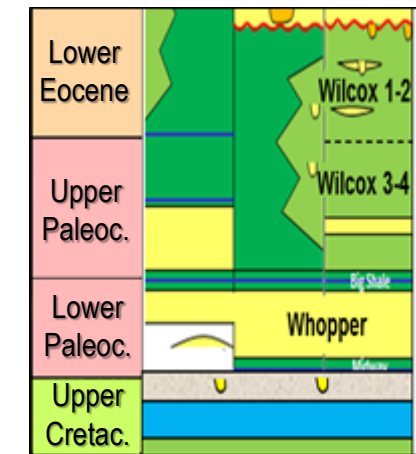 Lower
Eocene
Wilcox 1-2
Upper
Paleoc.
Wilcox 3-4
Big Shale
Lower
Paleoc.
Whopper
Midway
Upper
Cretac.